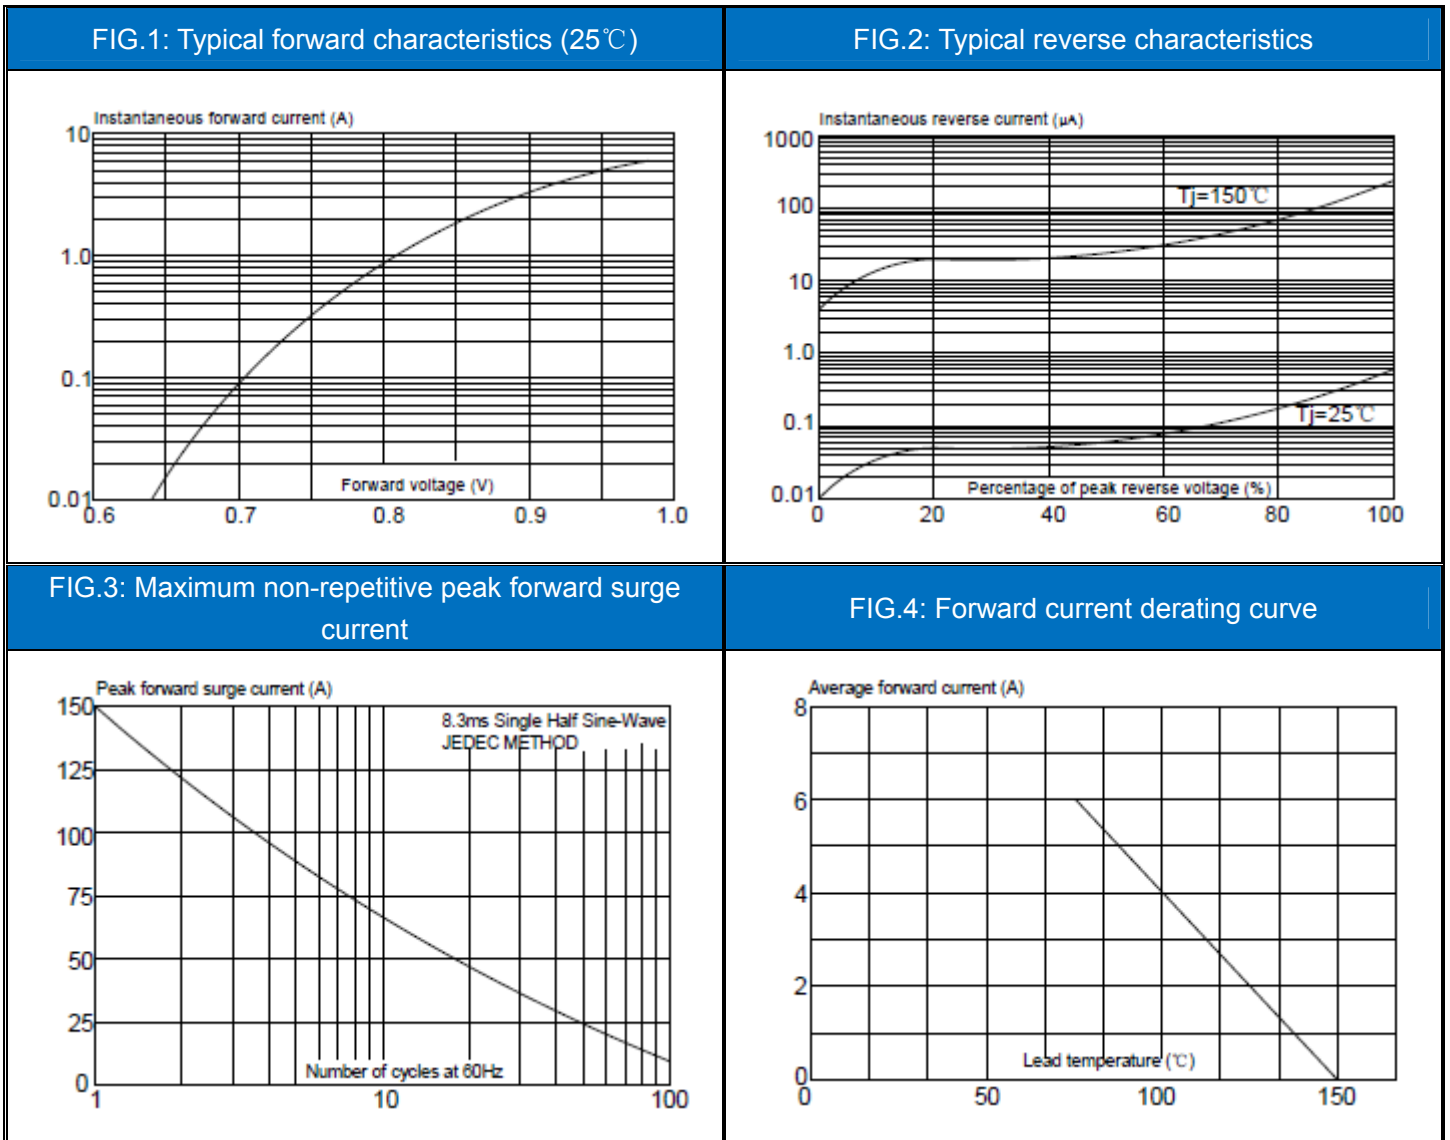 FIG.1: Typical forward characteristics (25℃)
FIG.2: Typical reverse characteristics
Instantaneous forward current (A)
10
1.0
0.1
0.01
Forward voltage (V)
0.6 0.7 0.8 0.9 1.0
Instantaneous reverse current (μA)
1000
Tj=150℃
100
10
1.0
Tj=25℃
0.1
0.01
Percentage of peak reverse voltage (%)
0 20 40 60 80 100
FIG.3: Maximum non-repetitive peak forward surge
current
FIG.4: Forward current derating curve
Peak forward surge current (A)
150
8.3ms Single Half Sine-Wave
JEDEC METHOD
125
100
75
50
25
0
Number of cycles at 60Hz
1 10 100
Average forward current (A)
8
6
4
2
0
Lead temperature (℃)
0 50 100 150